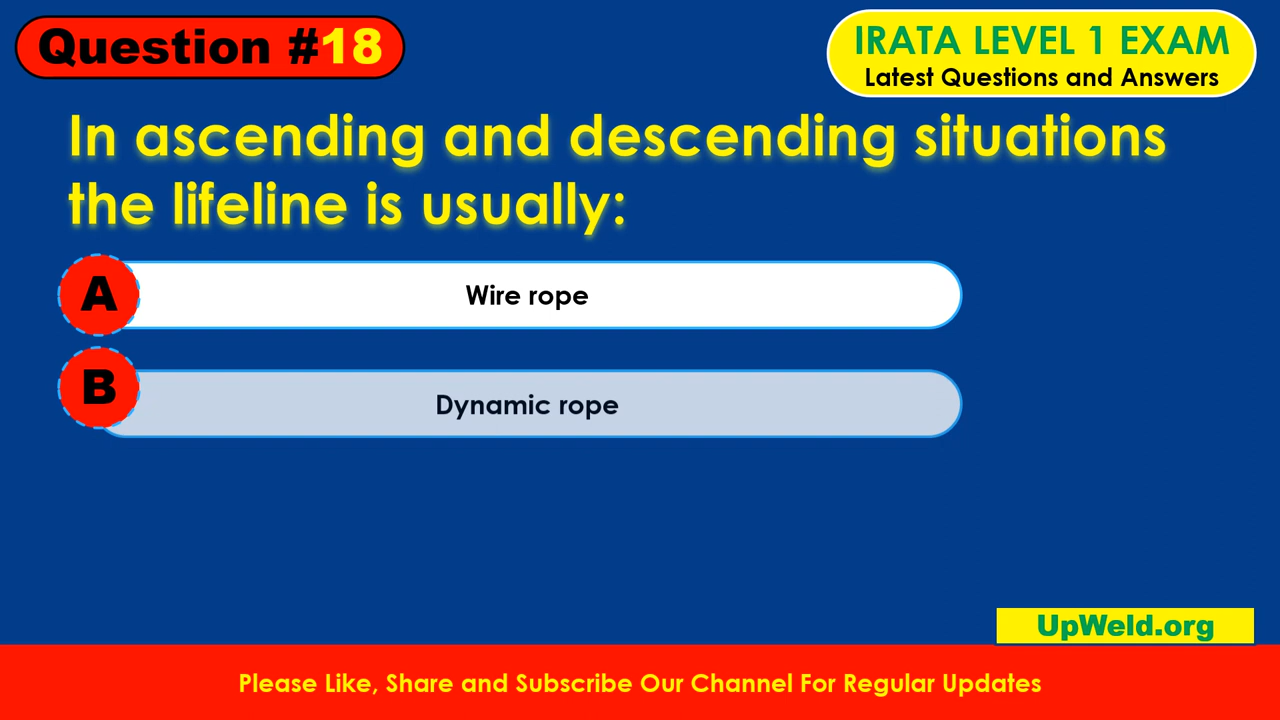 Question #18
IRATA LEVEL 1 EXAM
Latest Questions and Answers
In ascending and descending situations
the lifeline is usually:
A
Wire rope
B
Dynamic rope
UpWeld.org
Please Like, Share and Subscribe Our Channel For Regular Updates